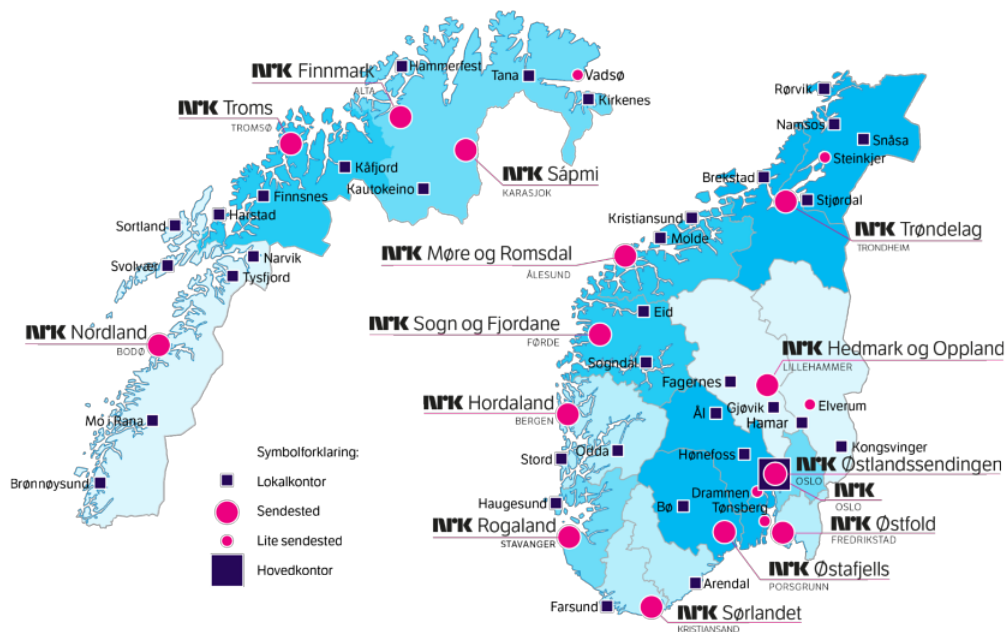 NRK Finnmark
ALTA
Hammerfest
Tana
Vadsø
Kirkenes
NRK Troms
TROMSØ
Kåfjord
NRK Sápmi
KARASJOK
Kautokeino
Finnsnes
Harstad
Sortland
Svolvær
Narvik
Tysfjord
NRK Nordland
BODØ
Mo i Rana
Brønnøysund
Symbolforklaring:
Lokalkontor
Sendested
Lite sendested
Hovedkontor
Rørvik
Namsos
Snåsa
Steinkjer
Brekstad
Stjørdal
NRK Trøndelag
TRONDHEIM
Kristiansund
Molde
NRK Møre og Romsdal
ÅLESUND
Eid
NRK Sogn og Fjordane
FØRDE
Sogndal
NRK Hedmark og Oppland
LILLEHAMMER
Fagernes
Gjøvik
Elverum
Hamar
Ål
NRK Hordaland
BERGEN
Kongsvinger
Hønefoss
Odda
Stord
NRK Østlandssendingen
OSLO
NRK
OSLO
Drammen
Tønsberg
Bø
Haugesund
NRK Rogaland
STAVANGER
NRK Østfold
FREDRIKSTAD
NRK Østafjells
PORSGRUNN
Arendal
Farsund
NRK Sørlandet
KRISTIANSAND